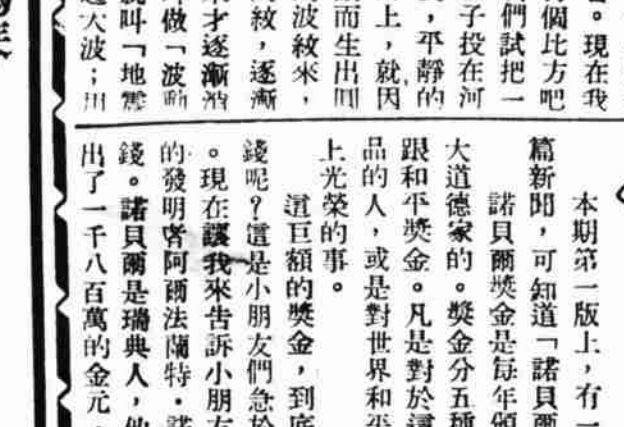 。現在我
個比方吧
們試把一
子投在河
，平靜的
上，就因
而生出圓
波紋來，
紋，逐漸
才逐漸消
做「波動
就叫「地震
大波；
本期第一版上，有一
篇新聞，可知道「諾貝爾
諾貝爾獎金是每年頒
大道德家的。獎金分五種
跟和平獎金。凡是對於這
品的人，或是對世界和平
上光榮的事。
這巨額的獎金，到底
錢呢？這是小朋友們急於
。現在讓我來告訴小朋友
的發明者阿爾法蘭特．諾
錢。諾貝爾是瑞典人，他
出了一千八百萬的金元，